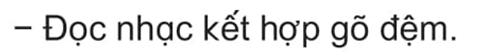 – Đọc nhạc kết hợp gõ đệm.